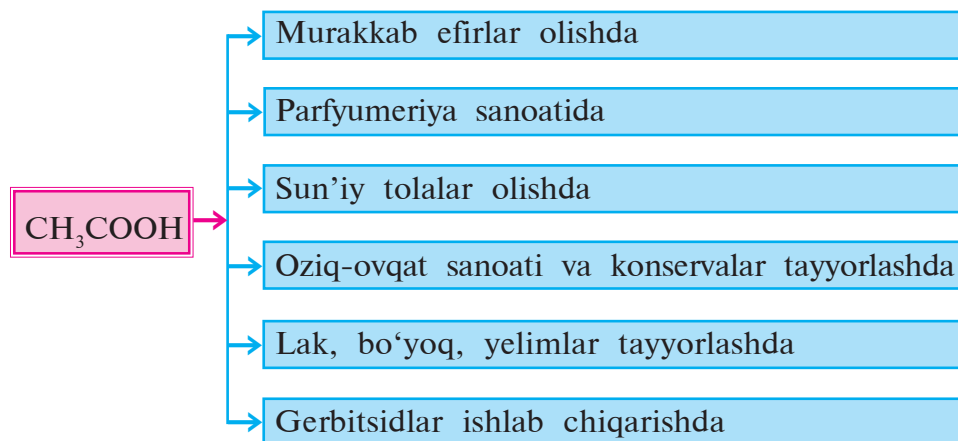 Murakkab efirlar olishda
Parfyumeriya sanoatida
Sun’iy tolalar olishda
CH₃COOH
Oziq-ovqat sanoati va konservalar tayyorlashda
Lak, bo‘yoq, yelimlar tayyorlashda
Gerbitsidlar ishlab chiqarishda